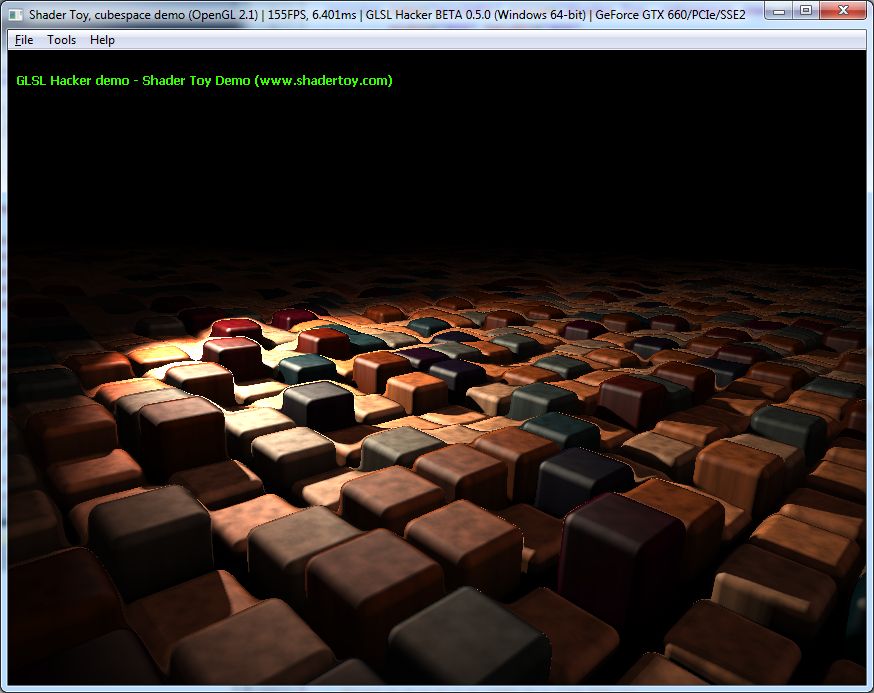 Shader Toy, cubespace demo (OpenGL 2.1) | 155FPS, 6.401ms | GLSL Hacker BETA 0.5.0 (Windows 64-bit) | GeForce GTX 660/PCIe/SSE2
File Tools Help
GLSL Hacker demo - Shader Toy Demo (www.shadertoy.com)